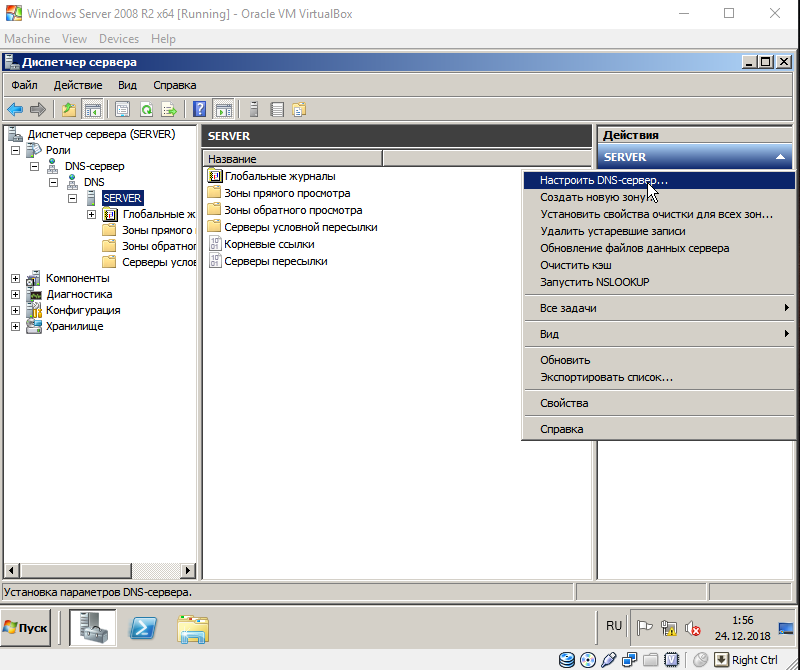 Windows Server 2008 R2 x64 [Running] - Oracle VM VirtualBox
Machine View Devices Help
Диспетчер сервера
Файл Действие Вид Справка
Диспетчер сервера (SERVER)
Роли
DNS-сервер
DNS
SERVER
Глобальные ж
Зоны прямого
Зоны обратног
Серверы услов
Компоненты
Диагностика
Конфигурация
Хранилище
SERVER
Название
Глобальные журналы
Зоны прямого просмотра
Зоны обратного просмотра
Серверы условной пересылки
Корневые ссылки
Серверы пересылки
Действия
SERVER
Настроить DNS-сервер...
Создать новую зону
Установить свойства очистки для всех зон...
Удалить устаревшие записи
Обновление файлов данных сервера
Очистить кэш
Запустить NSLOOKUP
Все задачи
Вид
Обновить
Экспортировать список...
Свойства
Справка
Установка параметров DNS-сервера.
Пуск
RU
1:56
24.12.2018
Right Ctrl